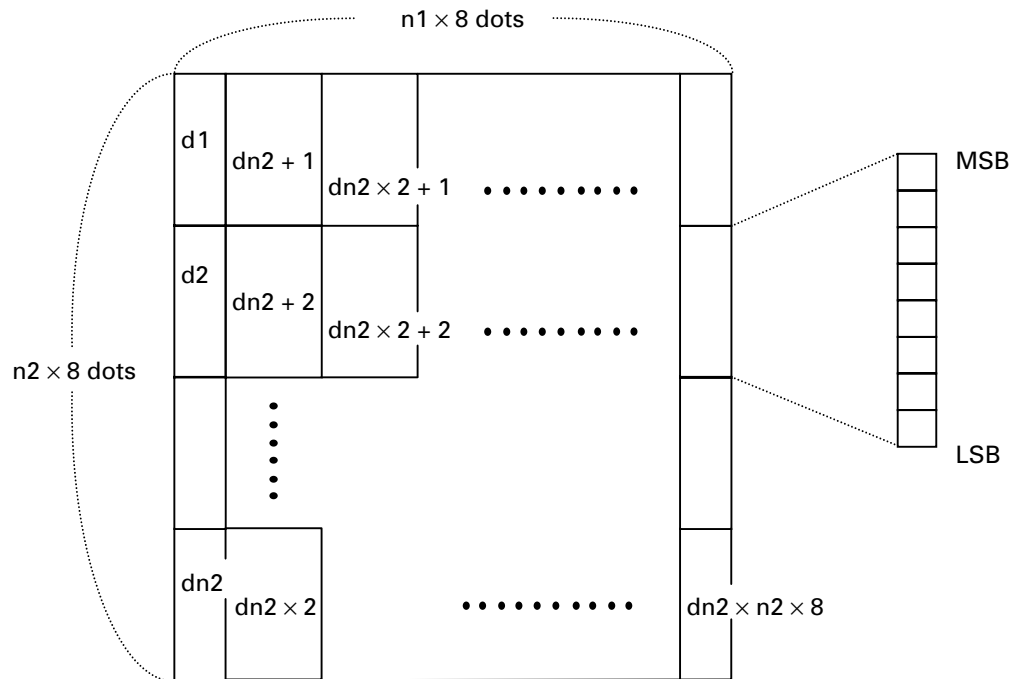 n1 × 8 dots
d1
dn2 + 1
dn2 × 2 + 1
MSB
d2
dn2 + 2
dn2 × 2 + 2
n2 × 8 dots
LSB
dn2
dn2 × 2
dn2 × n2 × 8